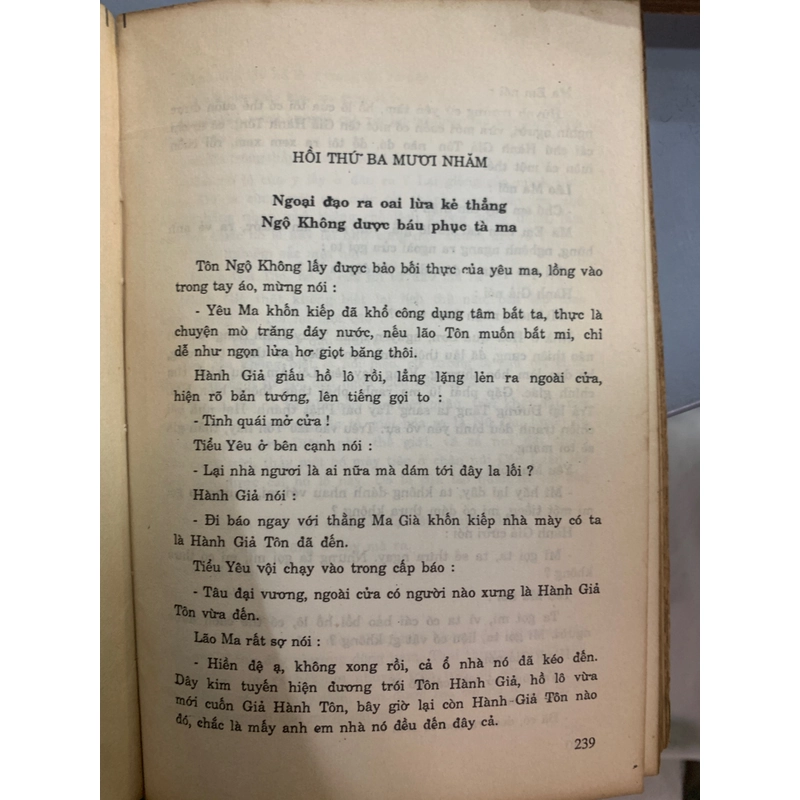 HỒI THỨ BA MƯƠI NHĂM
Ngoại đạo ra oai lừa kẻ thẳng
Ngộ Không được báu phục tà ma
Tôn Ngộ Không lấy được bảo bối thực của yêu ma, lồng vào
trong tay áo, mừng nói :
- Yêu Ma khốn kiếp đã khổ công dụng tâm bắt ta, thực là
chuyện mò trăng đáy nước, nếu lão Tôn muốn bắt mi, chỉ
dễ như ngọn lửa hơ giọt băng thôi.
Hành Giả giấu hồ lô rồi, lẳng lặng lẻn ra ngoài cửa,
hiện rõ bản tướng, lên tiếng gọi to :
- Tinh quái mở cửa !
Tiểu Yêu ở bên cạnh nói :
- Lại nhà ngươi là ai nữa mà dám tới đây la lối ?
Hành Giả nói :
- Đi báo ngay với thằng Ma Già khốn kiếp nhà mày có ta
là Hành Giả Tôn đã đến.
Tiểu Yêu vội chạy vào trong cấp báo :
- Tâu đại vương, ngoài cửa có người nào xưng là Hành Giả
Tôn vừa đến.
Lão Ma rất sợ nói :
- Hiền đệ ạ, không xong rồi, cả ổ nhà nó đã kéo đến.
Dây kim tuyến hiện đương trói Tôn Hành Giả, hồ lô vừa
mới cuốn Giả Hành Tôn, bây giờ lại còn Hành Giả Tôn nào
đó, chắc là mấy anh em nhà nó đều đến đây cả.
239